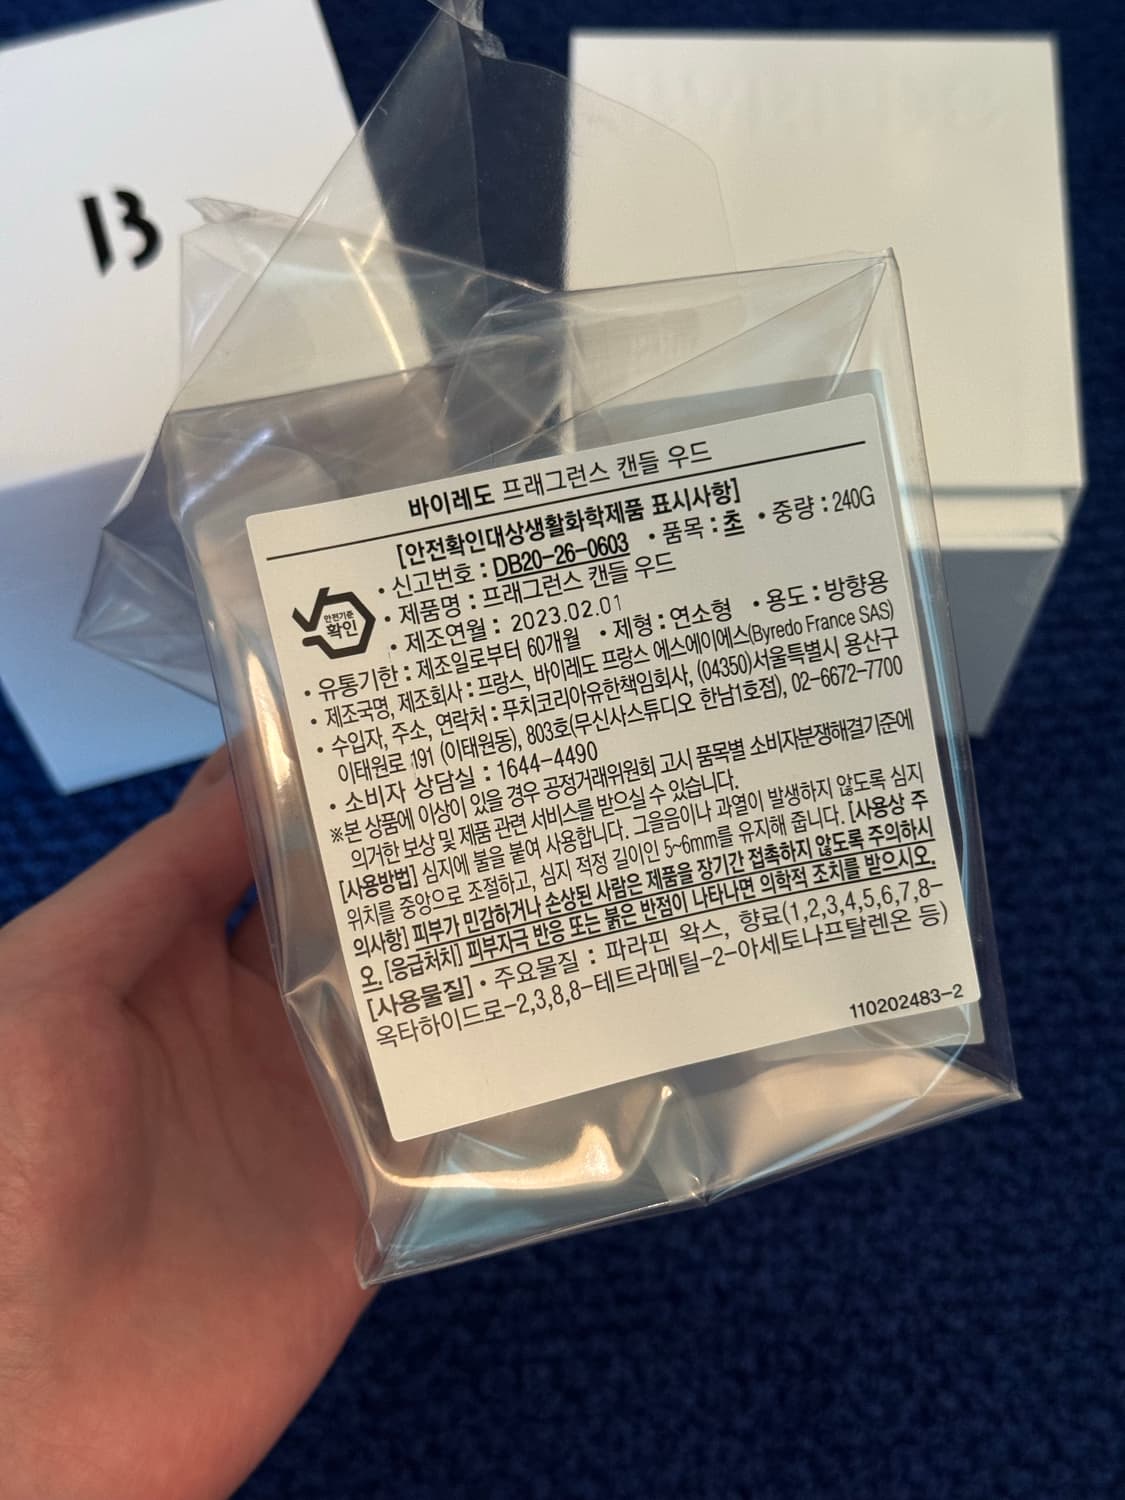 B
바이레도 프래그런스 캔들 우드
[안전확인대상생활화학제품 표시사항]
• 신고번호 : DB20-26-0603 • 품목 : 초 • 중량 : 240G
• 제품명 : 프래그런스 캔들 우드
안전기준
확인
• 제조연월 : 2023.02.01
• 유통기한 : 제조일로부터 60개월 • 제형 : 연소형 • 용도 : 방향용
• 제조국명, 제조회사 : 프랑스, 바이레도 프랑스 에스에이에스(Byredo France SAS)
• 수입자, 주소, 연락처 : 푸치코리아유한책임회사, (04350)서울특별시 용산구
이태원로 191 (이태원동), 803호(무신사스튜디오 한남1호점), 02-6672-7700
• 소비자 상담실 : 1644-4490
※본 상품에 이상이 있을 경우 공정거래위원회 고시 품목별 소비자분쟁해결기준에
의거한 보상 및 제품 관련 서비스를 받으실 수 있습니다.
[사용방법] 심지에 불을 붙여 사용합니다. 그을음이나 과열이 발생하지 않도록 심지
위치를 중앙으로 조절하고, 심지 적정 길이인 5~6mm를 유지해 줍니다. [사용상 주
의사항] 피부가 민감하거나 손상된 사람은 제품을 장기간 접촉하지 않도록 주의하시
오. [응급처치] 피부자극 반응 또는 붉은 반점이 나타나면 의학적 조치를 받으시오.
[사용물질] • 주요물질 : 파라핀 왁스, 향료(1,2,3,4,5,6,7,8-
옥타하이드로-2,3,8,8-테트라메틸-2-아세토나프탈렌온 등)
110202483-2